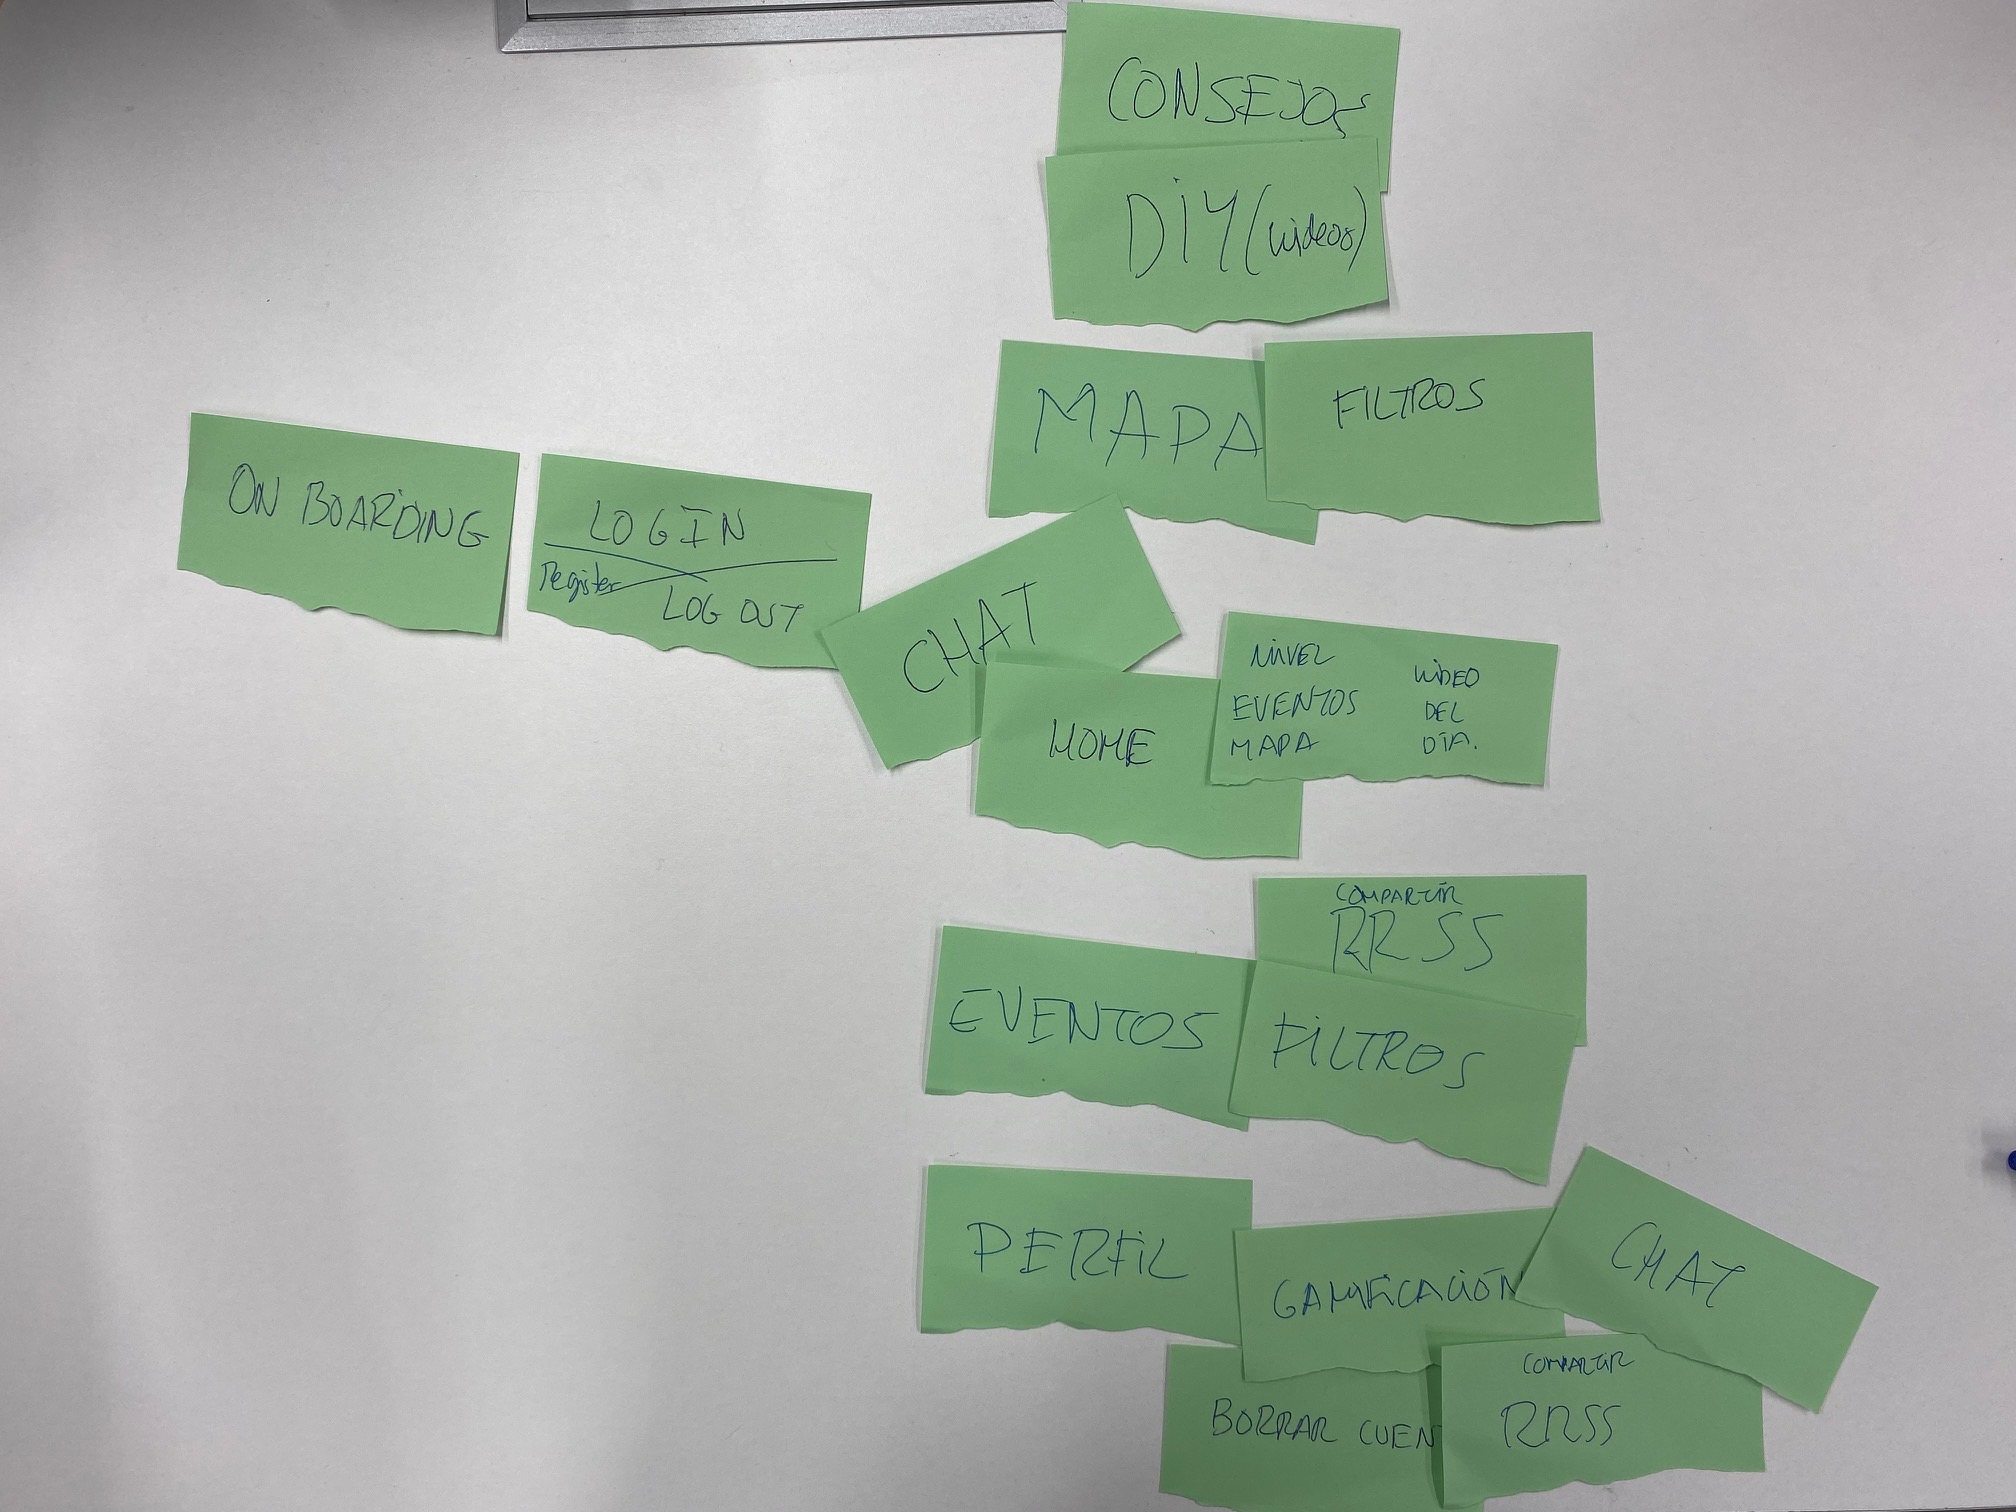 CONSEJOS
DIY (videos)
MAPA
FILTROS
ON BOARDING
LOGIN
Register
LOG OUT
CHAT
HOME
NIVEL
EVENTOS
MAPA
VIDEO
DEL
DÍA.
EVENTOS
COMPARTIR
RRSS
FILTROS
PERFIL
GAMIFICACIÓN
CHAT
BORRAR CUEN
COMPARTIR
RRSS